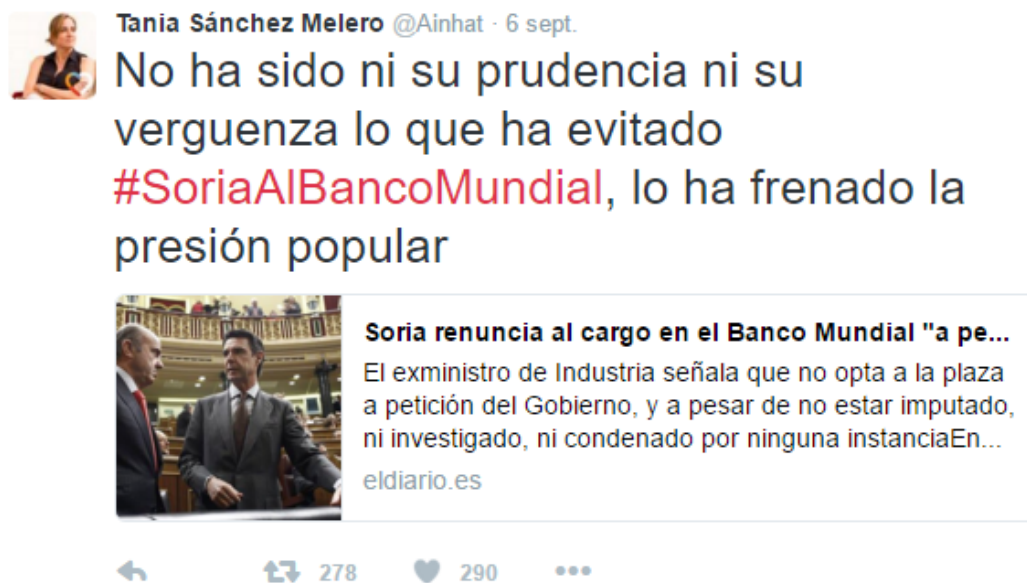 Tania Sánchez Melero @Ainhat · 6 sept.
No ha sido ni su prudencia ni su
verguenza lo que ha evitado
#SoriaAlBancoMundial, lo ha frenado la
presión popular
Soria renuncia al cargo en el Banco Mundial "a pe...
El exministro de Industria señala que no opta a la plaza
a petición del Gobierno, y a pesar de no estar imputado,
ni investigado, ni condenado por ninguna instanciaEn...
eldiario.es
278 290